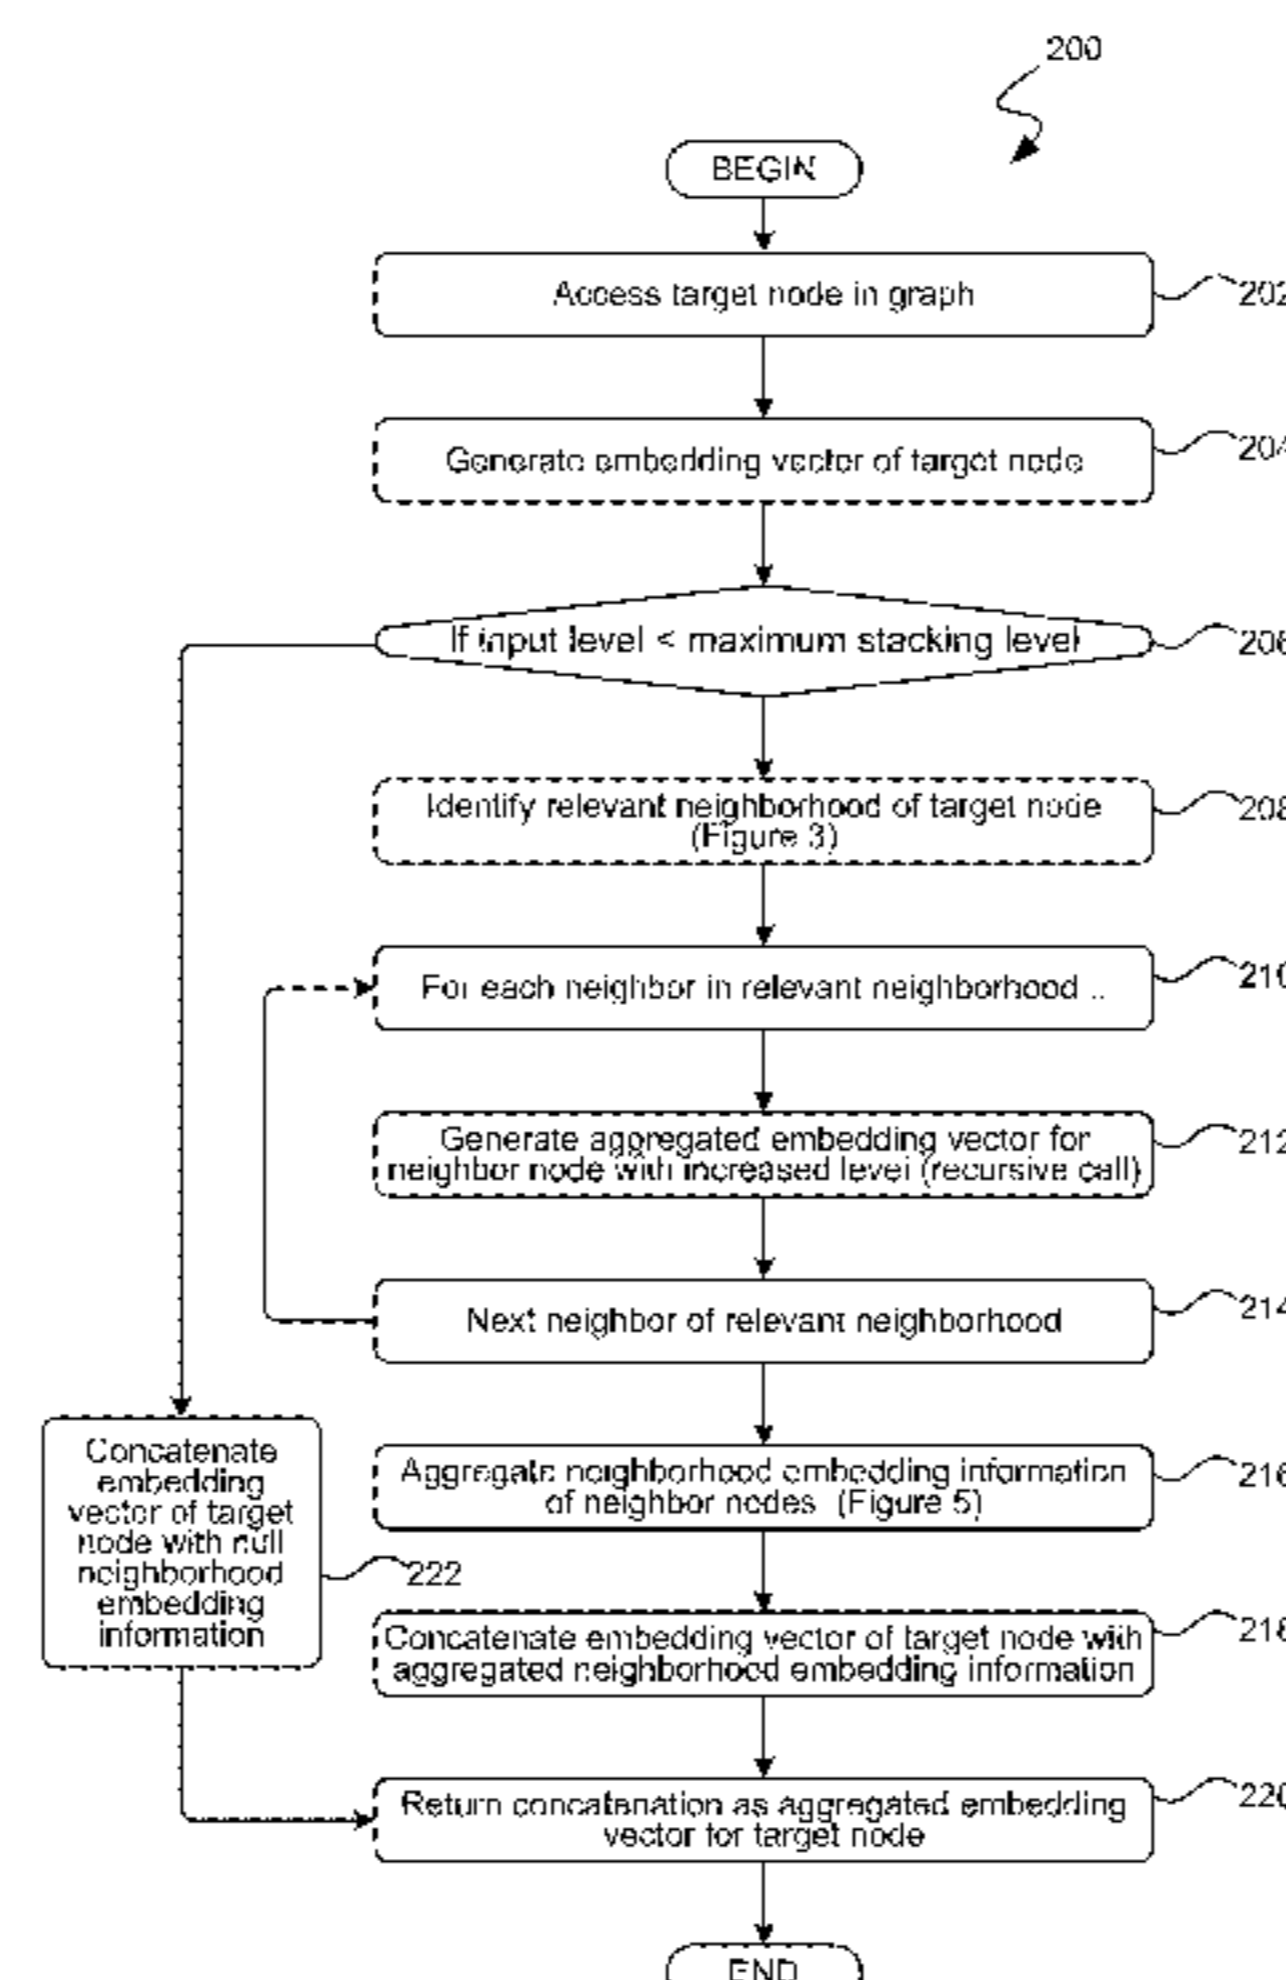 200
BEGIN
Access target node in graph
202
Generate embedding vector of target node
204
If input level < maximum stacking level
206
Identify relevant neighborhood of target node
(Figure 3)
208
For each neighbor in relevant neighborhood ..
210
Generate aggregated embedding vector for
neighbor node with increased level (recursive call)
212
Next neighbor of relevant neighborhood
214
Aggregate neighborhood embedding information
of neighbor nodes (Figure 5)
216
Concatenate
embedding
vector of target
node with null
neighborhood
embedding
information
222
Concatenate embedding vector of target node with
aggregated neighborhood embedding information
218
Return concatenation as aggregated embedding
vector for target node
220
END